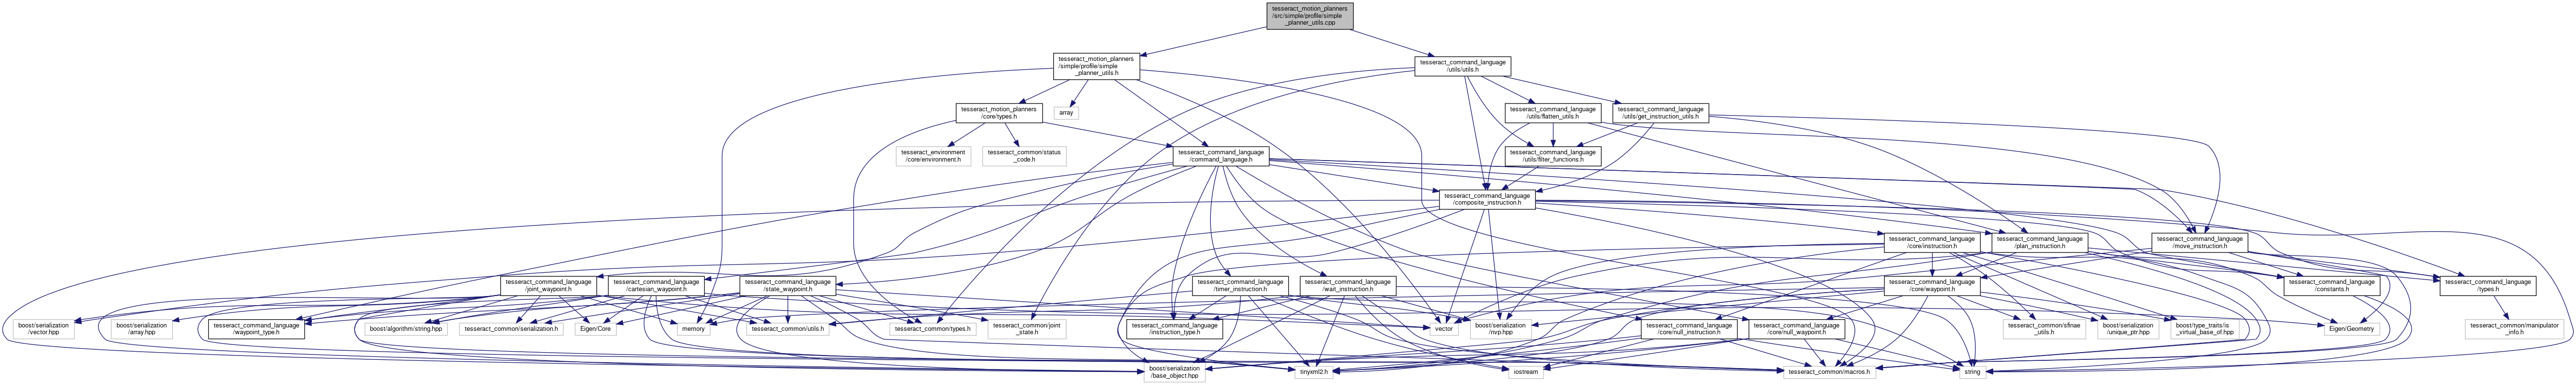 tesseract_motion_planners
/src/simple/profile/simple
_planner_utils.cpp
tesseract_motion_planners
/simple/profile/simple
_planner_utils.h
tesseract_command_language
/utils/utils.h
tesseract_motion_planners
/core/types.h
array
tesseract_command_language
/utils/flatten_utils.h
tesseract_command_language
/utils/get_instruction_utils.h
tesseract_environment
/core/environment.h
tesseract_common/status
_code.h
tesseract_command_language
/command_language.h
tesseract_command_language
/utils/filter_functions.h
tesseract_command_language
/composite_instruction.h
tesseract_command_language
/core/instruction.h
tesseract_command_language
/plan_instruction.h
tesseract_command_language
/move_instruction.h
tesseract_command_language
/joint_waypoint.h
tesseract_command_language
/cartesian_waypoint.h
tesseract_command_language
/state_waypoint.h
tesseract_command_language
/timer_instruction.h
tesseract_command_language
/wait_instruction.h
tesseract_command_language
/core/waypoint.h
tesseract_command_language
/constants.h
tesseract_command_language
/types.h
boost/serialization
/vector.hpp
boost/serialization
/array.hpp
tesseract_command_language
/waypoint_type.h
boost/algorithm/string.hpp
tesseract_common/serialization.h
Eigen/Core
memory
tesseract_common/utils.h
tesseract_common/types.h
tesseract_common/joint
_state.h
tesseract_command_language
/instruction_type.h
vector
boost/serialization
/nvp.hpp
tesseract_command_language
/core/null_instruction.h
tesseract_command_language
/core/null_waypoint.h
tesseract_common/sfinae
_utils.h
boost/serialization
/unique_ptr.hpp
boost/type_traits/is
_virtual_base_of.hpp
Eigen/Geometry
tesseract_common/manipulator
_info.h
boost/serialization
/base_object.hpp
tinyxml2.h
iostream
tesseract_common/macros.h
string